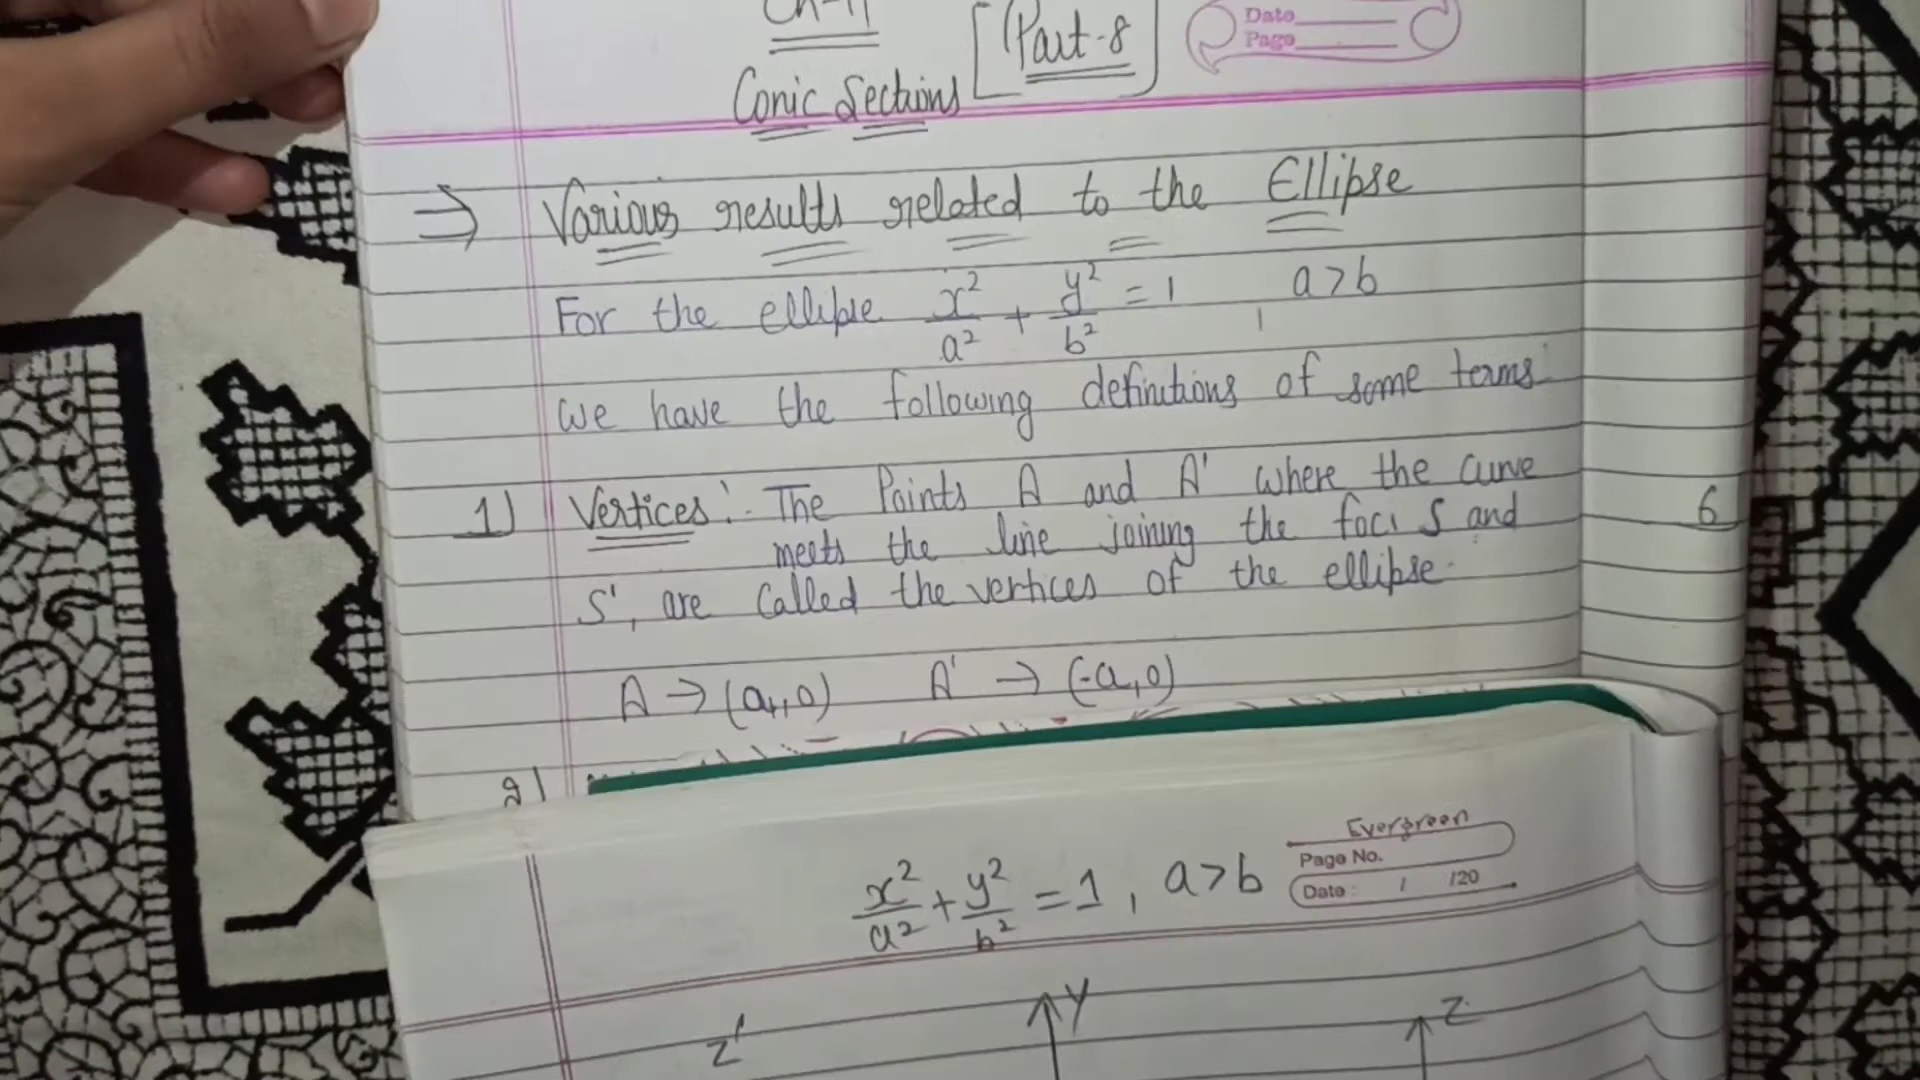 Ch-11
[(Part-8]
Date
Page
Conic Sections
⇒ Various results related to the Ellipse
For the ellipse x²/a² + y²/b² = 1 , a>b
we have the following definitions of some terms
1) Vertices:- The Points A and A' where the curve
meets the line joining the foci S and
S', are called the vertices of the ellipse.
6
A → (a,0) A' → (-a,0)
2)
Evergreen
Page No.
Date : / /20
x²/a² + y²/b² = 1, a>b
Z' Y Z